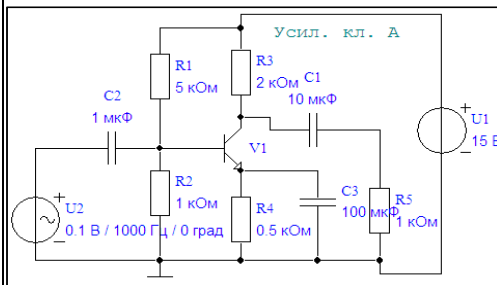 Усил. кл. А
R1
5 кОм
R3
2 кОм
C1
10 мкФ
C2
1 мкФ
V1
U1
15 В
R2
1 кОм
R4
0.5 кОм
C3
100 мкФ
R5
1 кОм
U2
0.1 В / 1000 Гц / 0 град